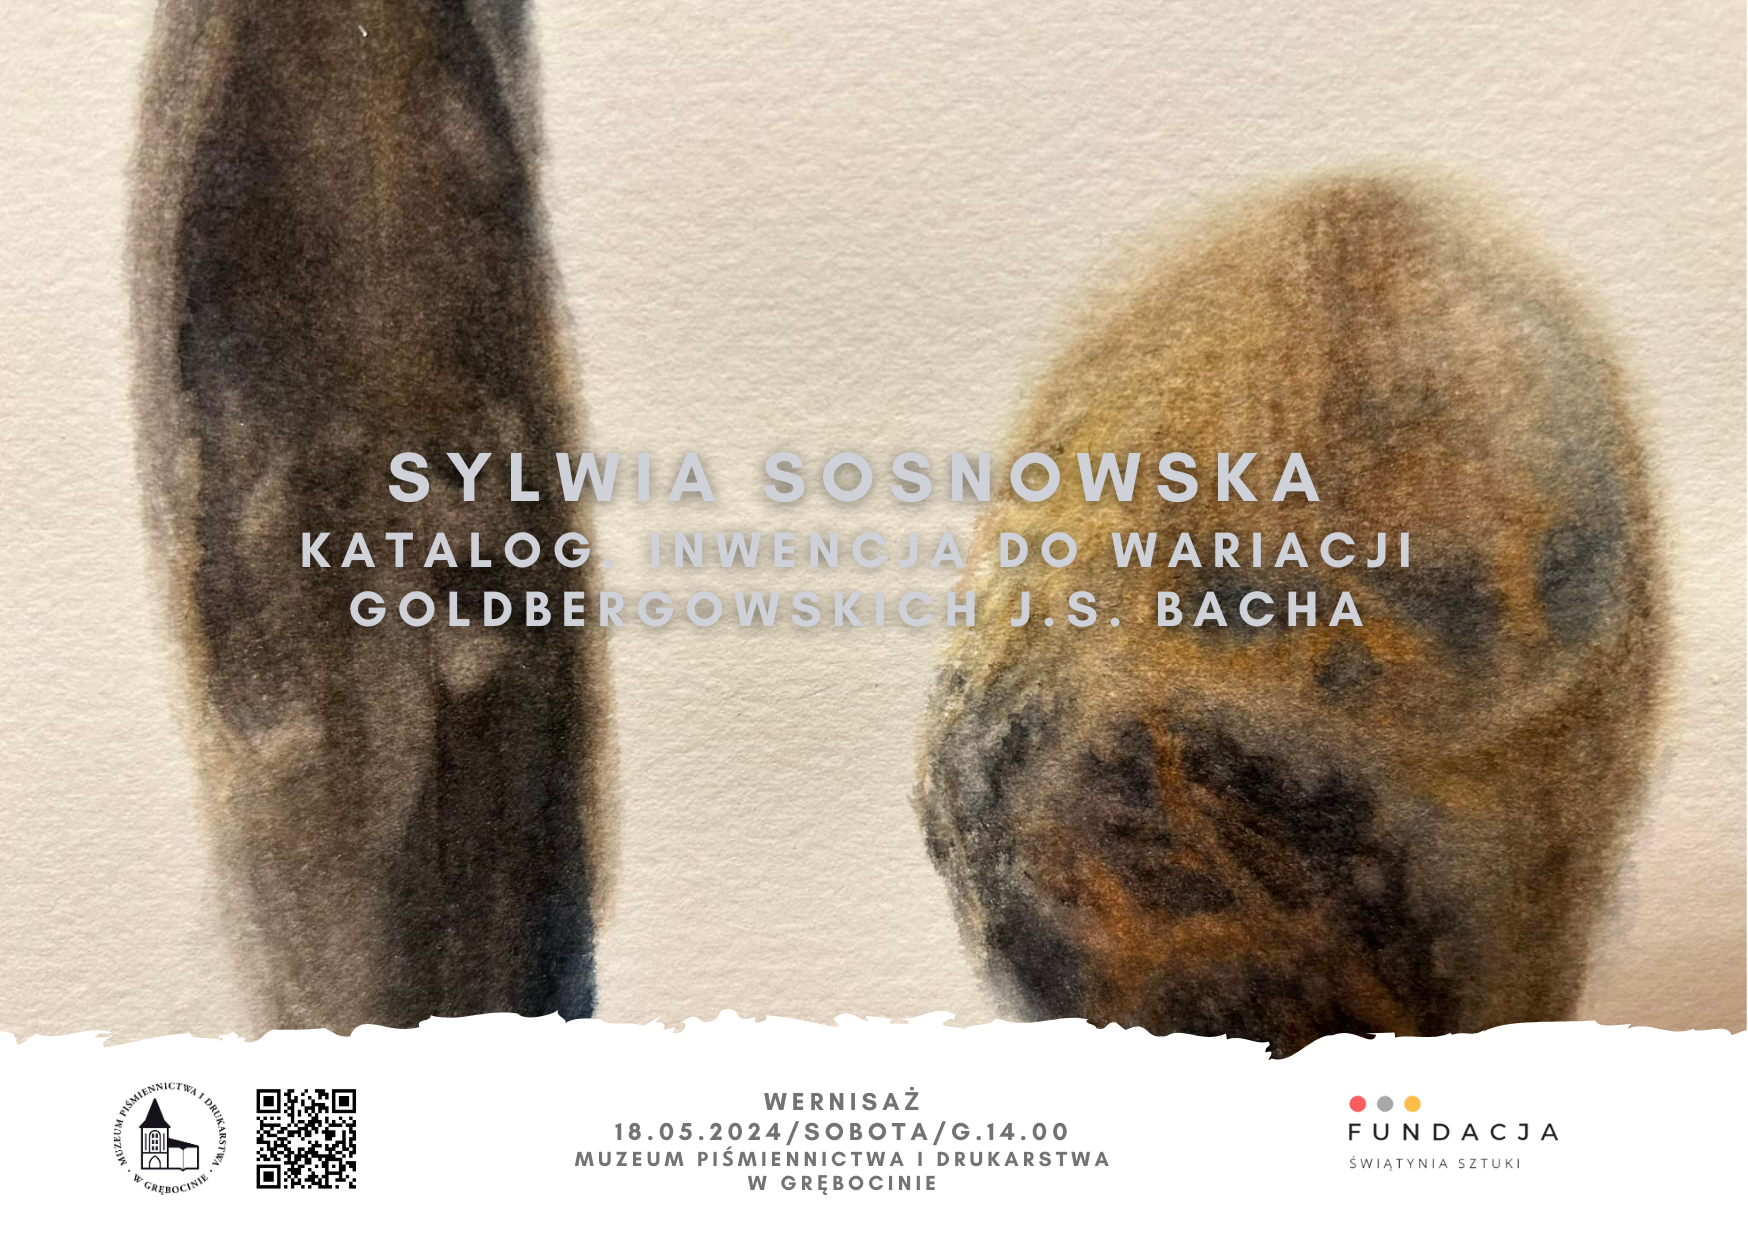 SYLWIA SOSNOWSKA
KATALOG. INWENCJA DO WARIACJI
GOLDBERGOWSKICH J.S. BACHA
MUZEUM PIŚMIENNICTWA I DRUKARSTWA
• W GRĘBOCINIE •
WERNISAŻ
18.05.2024/SOBOTA/G.14.00
MUZEUM PIŚMIENNICTWA I DRUKARSTWA
W GRĘBOCINIE
FUNDACJA
ŚWIĄTYNIA SZTUKI